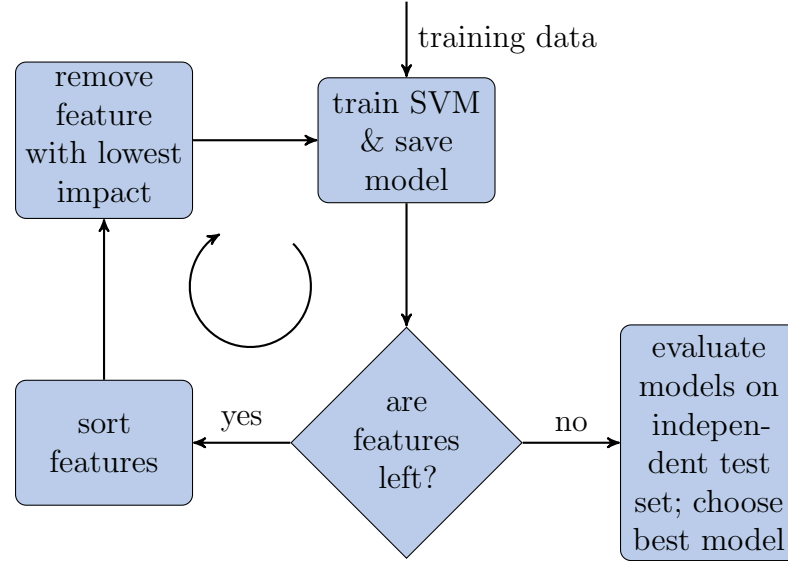 training data
remove
feature
with lowest
impact
train SVM
& save
model
sort
features
yes
are
features
left?
no
evaluate
models on
indepen-
dent test
set; choose
best model